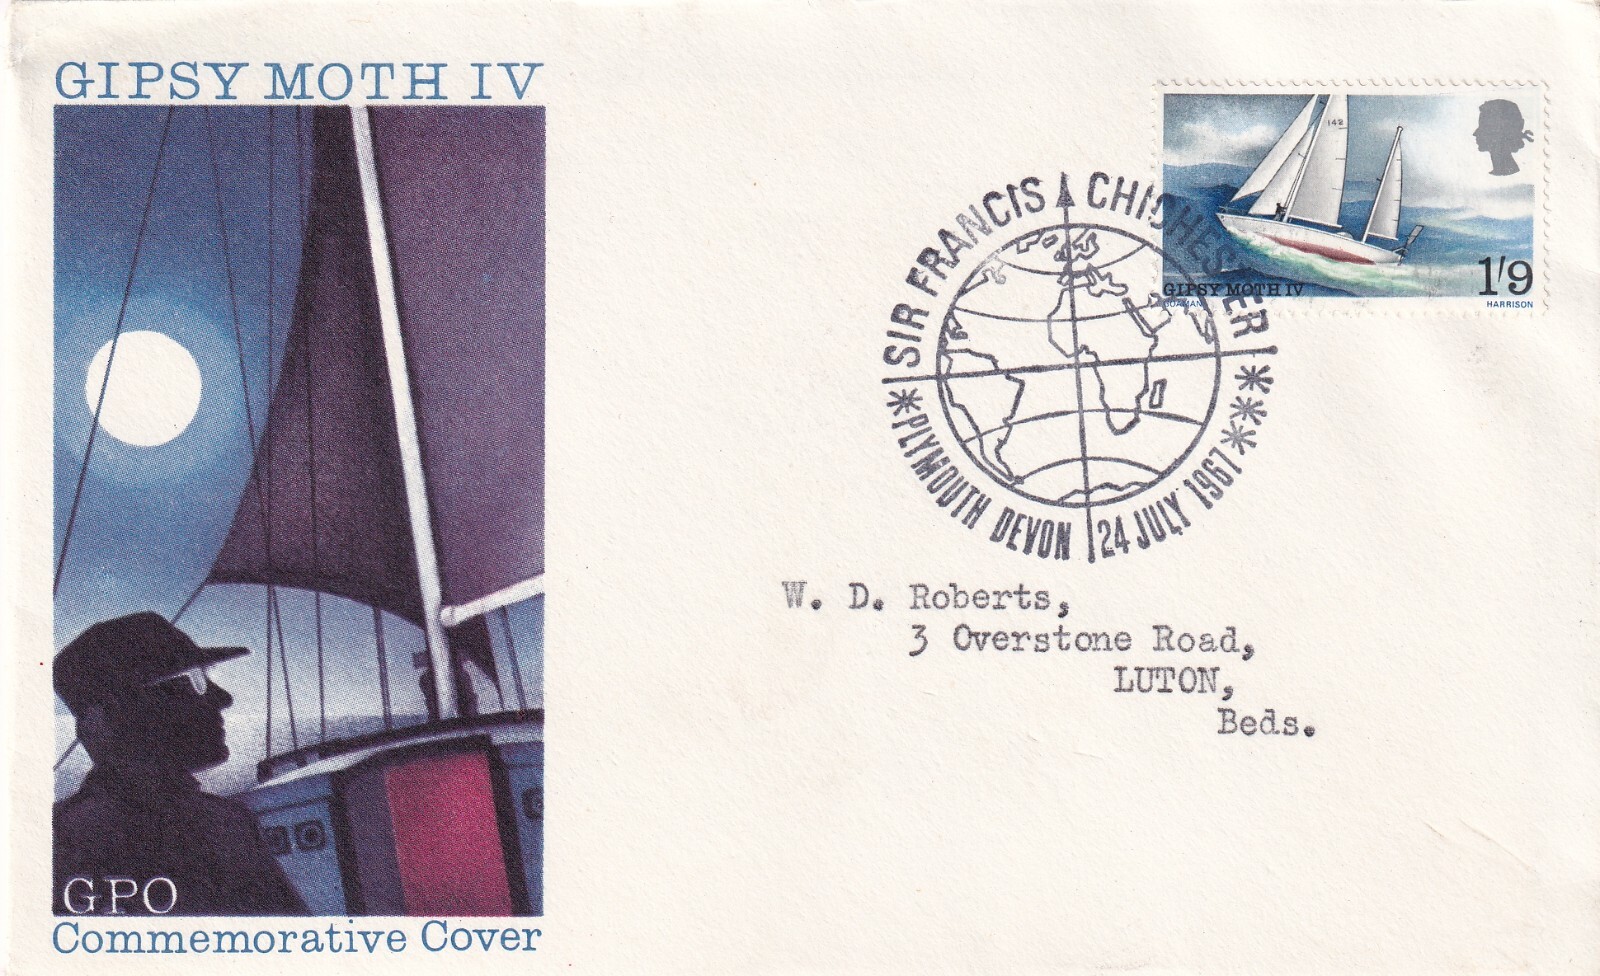 GIPSY MOTH IV
GPO
Commemorative Cover
142
GIPSY MOTH IV
1'9
HARRISON
SIR FRANCIS CHICHESTER
PLYMOUTH DEVON 24 JULY 1967
W. D. Roberts,
3 Overstone Road,
LUTON,
Beds.